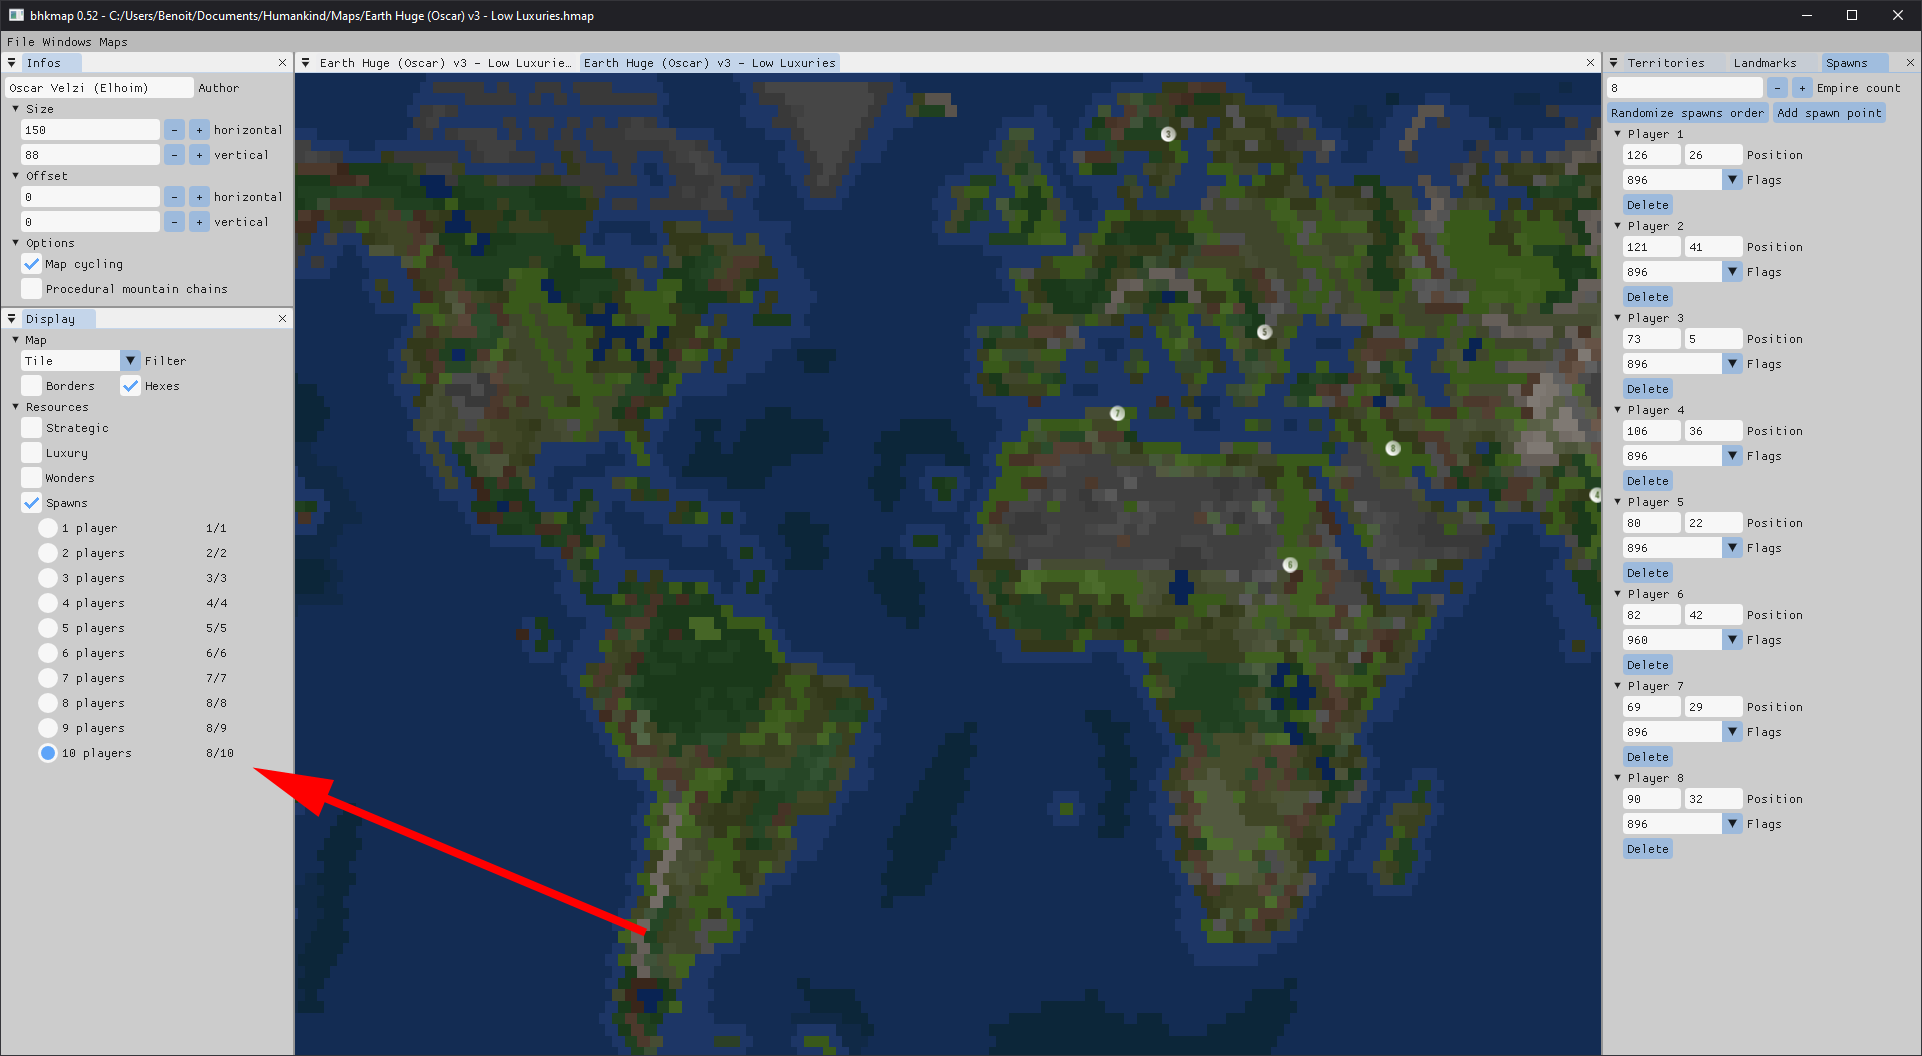 bhkmap 0.52 - C:/Users/Benoit/Documents/Humankind/Maps/Earth Huge (Oscar) v3 - Low Luxuries.hmap
File Windows Maps
Infos
Oscar Velzi (Elhoim) Author
Size
150 - + horizontal
88 - + vertical
Offset
0 - + horizontal
0 - + vertical
Options
Map cycling
Procedural mountain chains
Display
Map
Tile Filter
Borders Hexes
Resources
Strategic
Luxury
Wonders
Spawns
1 player 1/1
2 players 2/2
3 players 3/3
4 players 4/4
5 players 5/5
6 players 6/6
7 players 7/7
8 players 8/8
9 players 8/9
10 players 8/10
Earth Huge (Oscar) v3 - Low Luxurie… Earth Huge (Oscar) v3 - Low Luxuries
3
5
7
8
4
6
Territories Landmarks Spawns
8 - + Empire count
Randomize spawns order Add spawn point
Player 1
126 26 Position
896 Flags
Delete
Player 2
121 41 Position
896 Flags
Delete
Player 3
73 5 Position
896 Flags
Delete
Player 4
106 36 Position
896 Flags
Delete
Player 5
80 22 Position
896 Flags
Delete
Player 6
82 42 Position
960 Flags
Delete
Player 7
69 29 Position
896 Flags
Delete
Player 8
90 32 Position
896 Flags
Delete